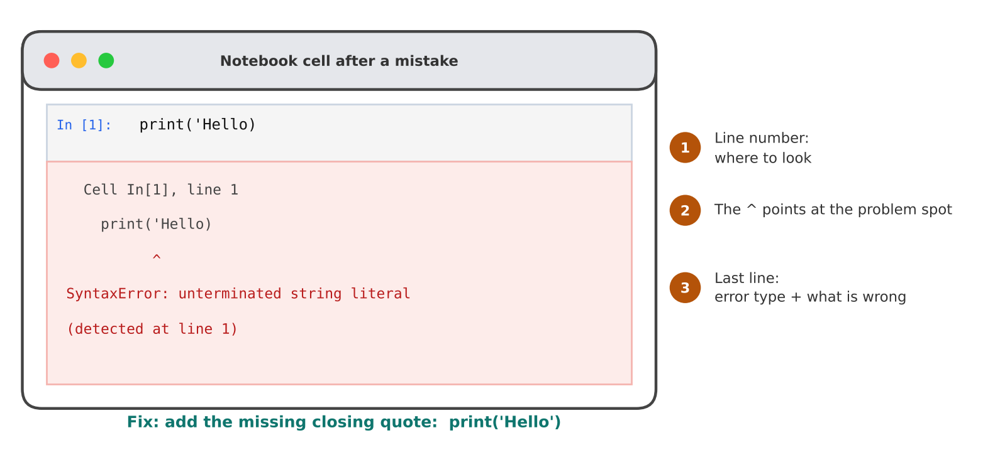 Notebook cell after a mistake
In [1]: print('Hello)
Cell In[1], line 1
print('Hello)
^
SyntaxError: unterminated string literal
(detected at line 1)
1 Line number:
where to look
2 The ^ points at the problem spot
3 Last line:
error type + what is wrong
Fix: add the missing closing quote: print('Hello')